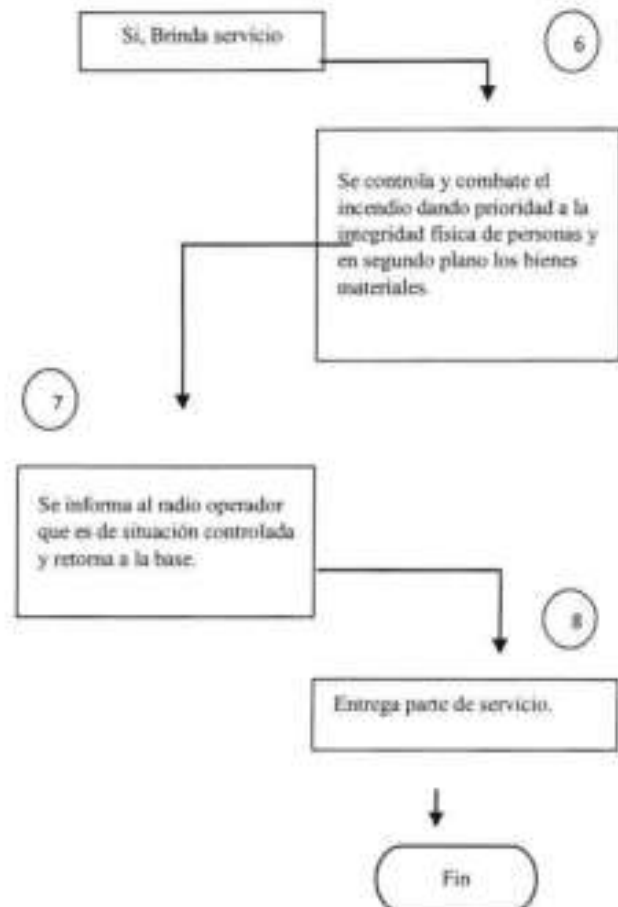 Si, Brinda servicio
6
Se controla y combate el
incendio dando prioridad a la
integridad física de personas y
en segundo plano los bienes
materiales.
7
Se informa al radio operador
que es de situación controlada
y retorna a la base.
8
Entrega parte de servicio.
Fin